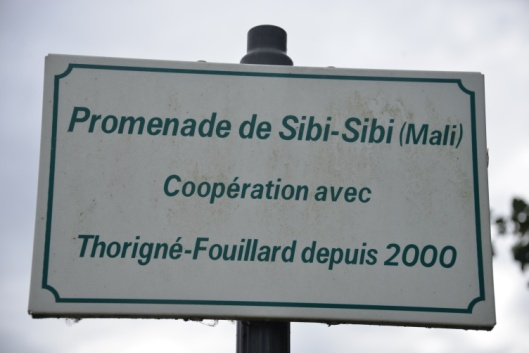 Promenade de Sibi-Sibi (Mali)
Coopération avec
Thorigné-Fouillard depuis 2000